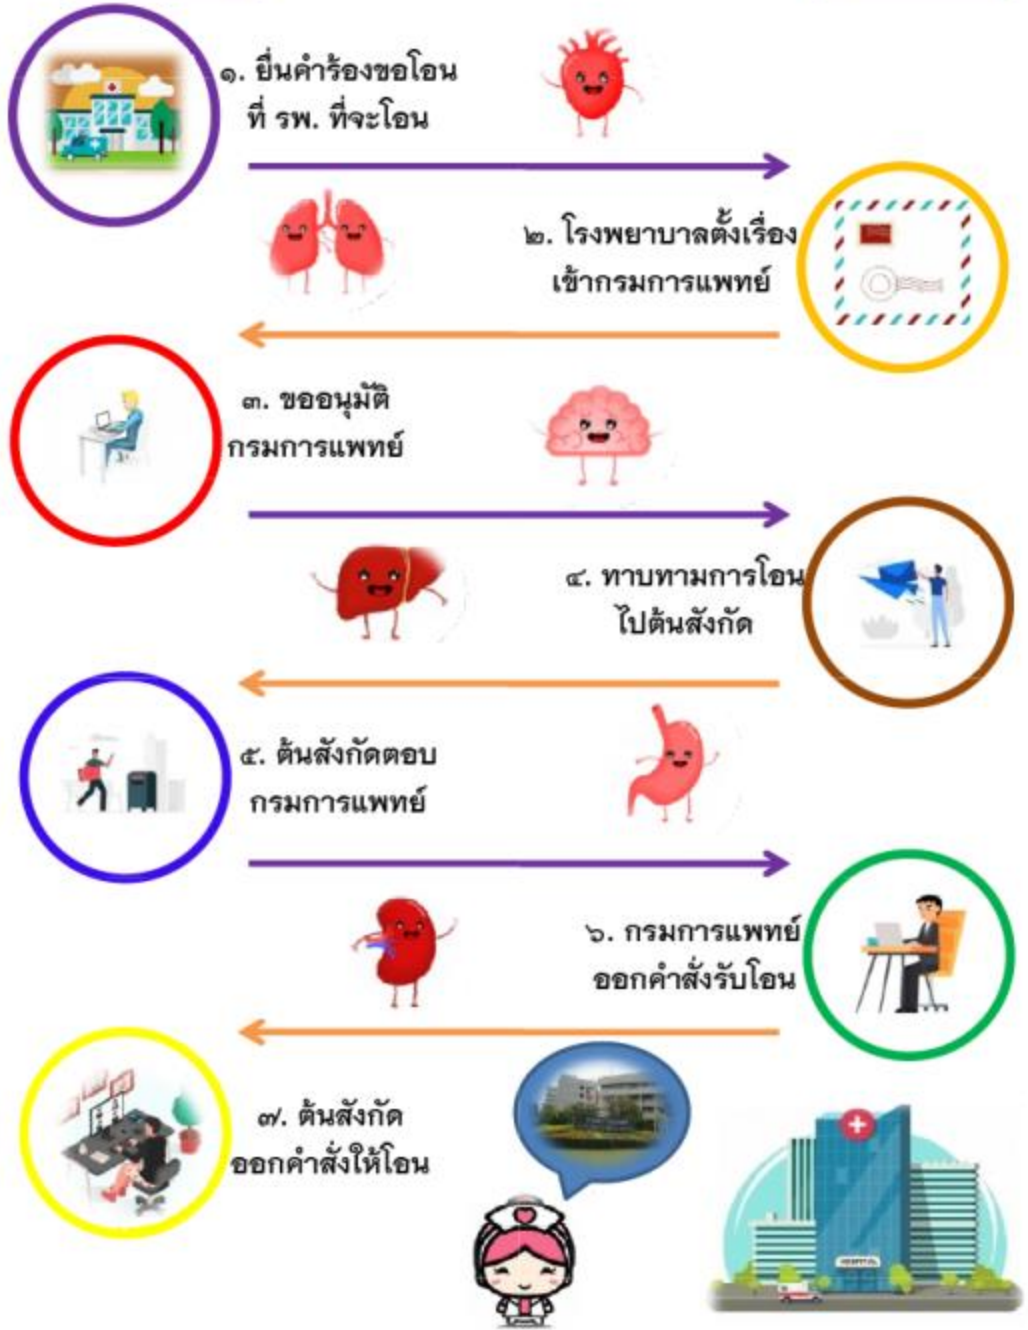 ๑. ยื่นคำร้องขอโอน
ที่ รพ. ที่จะโอน
๒. โรงพยาบาลตั้งเรื่อง
เข้ากรมการแพทย์
๓. ขออนุมัติ
กรมการแพทย์
๔. ทาบทามการโอน
ไปต้นสังกัด
๕. ต้นสังกัดตอบ
กรมการแพทย์
๖. กรมการแพทย์
ออกคำสั่งรับโอน
๗. ต้นสังกัด
ออกคำสั่งให้โอน
HOSPITAL